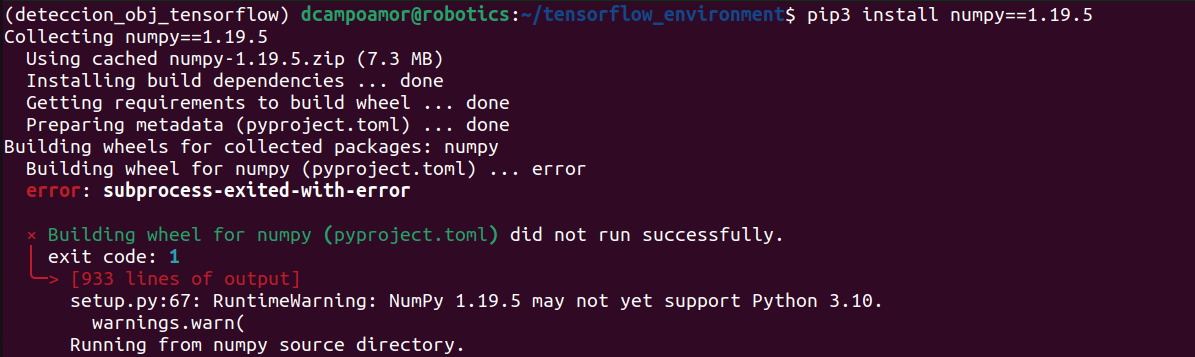 (deteccion_obj_tensorflow) dcampoamor@robotics:~/tensorflow_environment$ pip3 install numpy==1.19.5
Collecting numpy==1.19.5
  Using cached numpy-1.19.5.zip (7.3 MB)
  Installing build dependencies ... done
  Getting requirements to build wheel ... done
  Preparing metadata (pyproject.toml) ... done
Building wheels for collected packages: numpy
  Building wheel for numpy (pyproject.toml) ... error
  error: subprocess-exited-with-error

  × Building wheel for numpy (pyproject.toml) did not run successfully.
  │ exit code: 1
  ╰─> [933 lines of output]
      setup.py:67: RuntimeWarning: NumPy 1.19.5 may not yet support Python 3.10.
        warnings.warn(
      Running from numpy source directory.